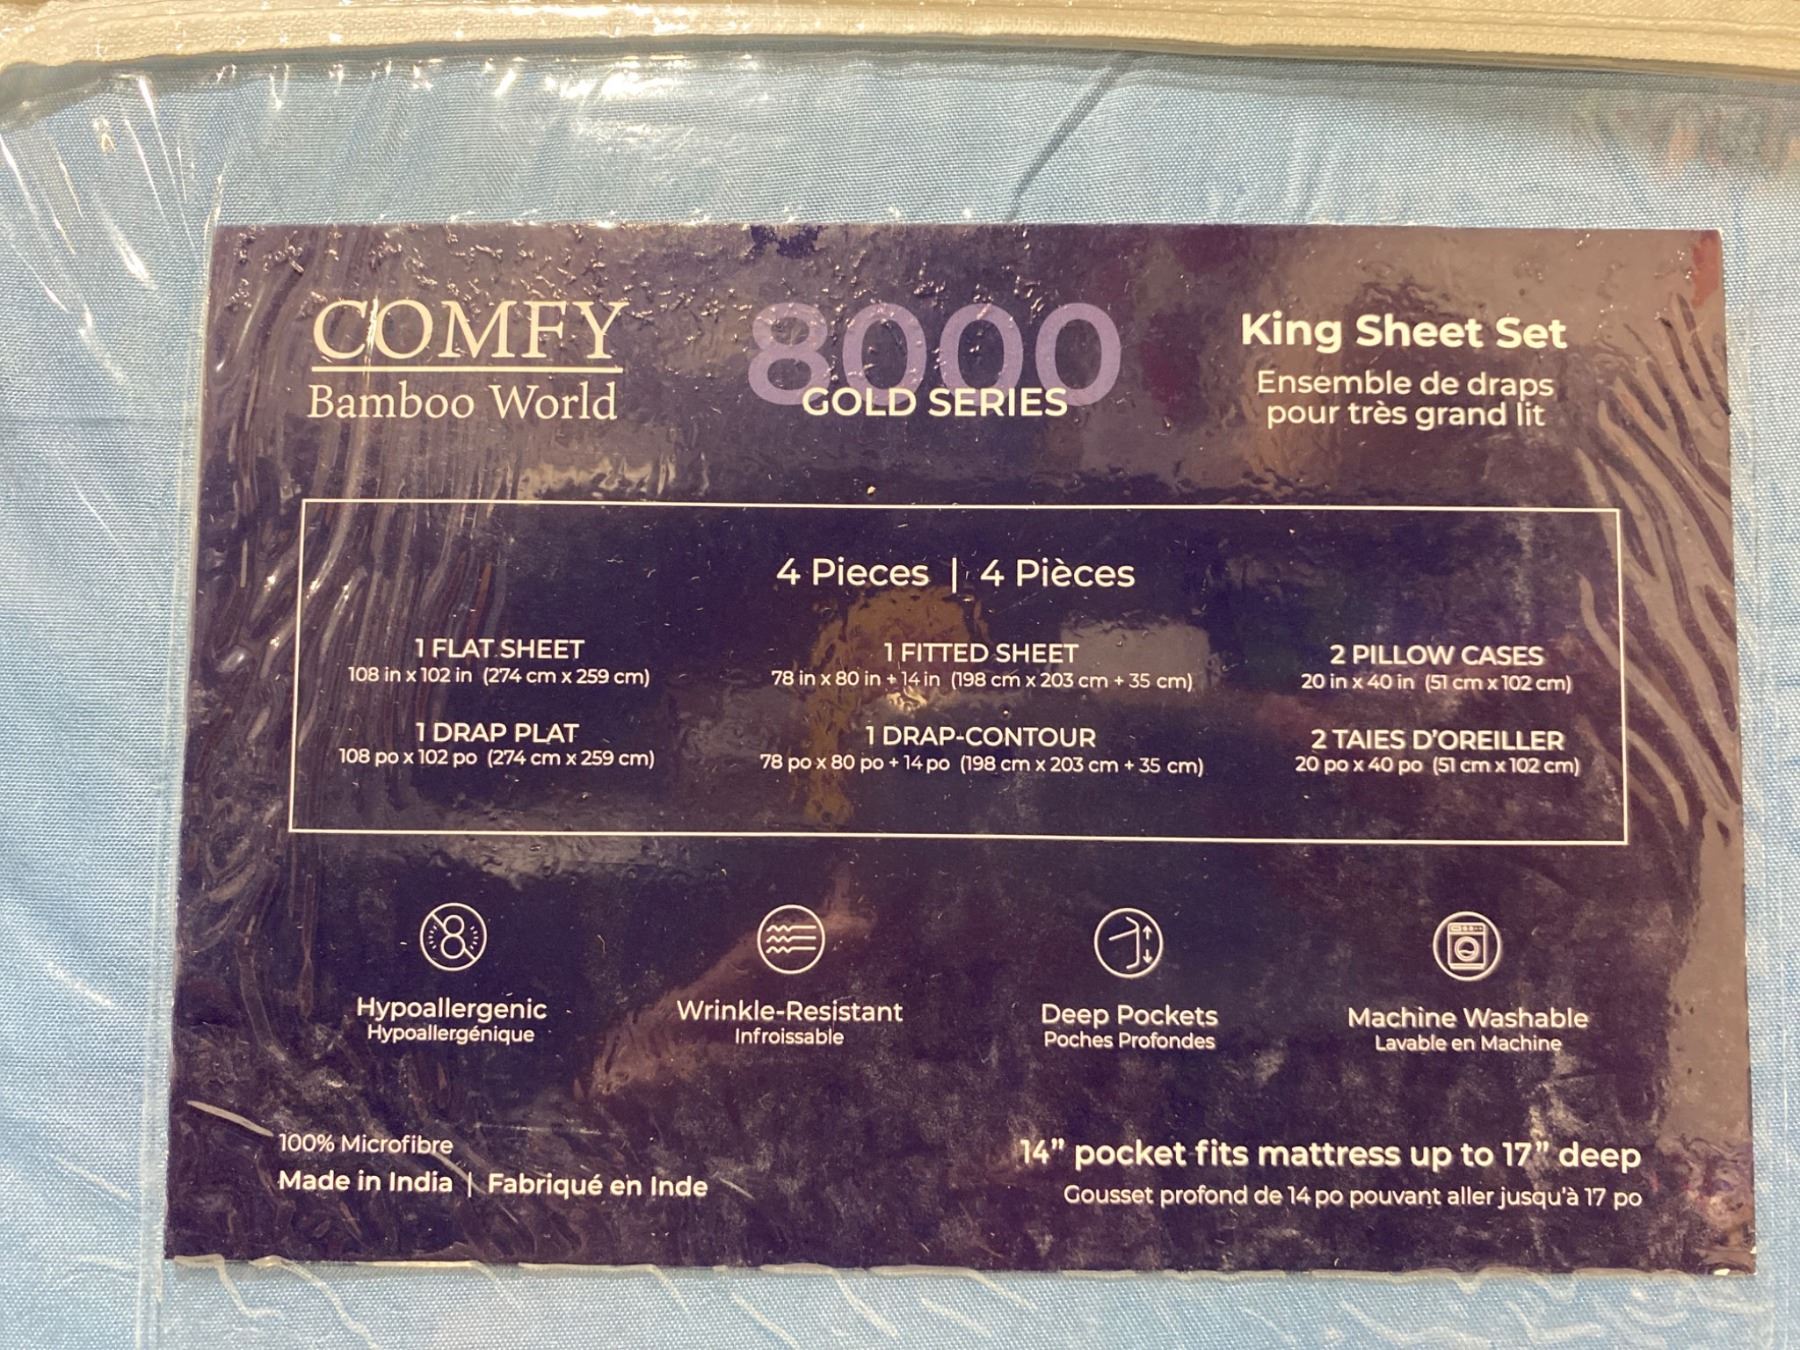 COMFY
Bamboo World
8000
GOLD SERIES
King Sheet Set
Ensemble de draps
pour très grand lit
4 Pieces | 4 Pièces
1 FLAT SHEET
108 in x 102 in (274 cm x 259 cm)
1 DRAP PLAT
108 po x 102 po (274 cm x 259 cm)
1 FITTED SHEET
78 in x 80 in + 14 in (198 cm x 203 cm + 35 cm)
1 DRAP-CONTOUR
78 po x 80 po + 14 po (198 cm x 203 cm + 35 cm)
2 PILLOW CASES
20 in x 40 in (51 cm x 102 cm)
2 TAIES D'OREILLER
20 po x 40 po (51 cm x 102 cm)
Hypoallergenic
Hypoallergénique
Wrinkle-Resistant
Infroissable
Deep Pockets
Poches Profondes
Machine Washable
Lavable en Machine
100% Microfibre
Made in India | Fabriqué en Inde
14" pocket fits mattress up to 17" deep
Gousset profond de 14 po pouvant aller jusqu'à 17 po